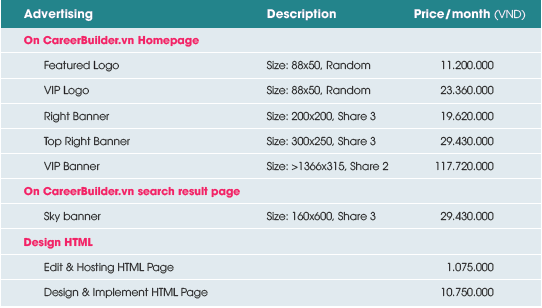 Advertising Description Price/month (VND)
On CareerBuilder.vn Homepage
Featured Logo Size: 88x50, Random 11.200.000
VIP Logo Size: 88x50, Random 23.360.000
Right Banner Size: 200x200, Share 3 19.620.000
Top Right Banner Size: 300x250, Share 3 29.430.000
VIP Banner Size: >1366x315, Share 2 117.720.000
On CareerBuilder.vn search result page
Sky banner Size: 160x600, Share 3 29.430.000
Design HTML
Edit & Hosting HTML Page 1.075.000
Design & Implement HTML Page 10.750.000